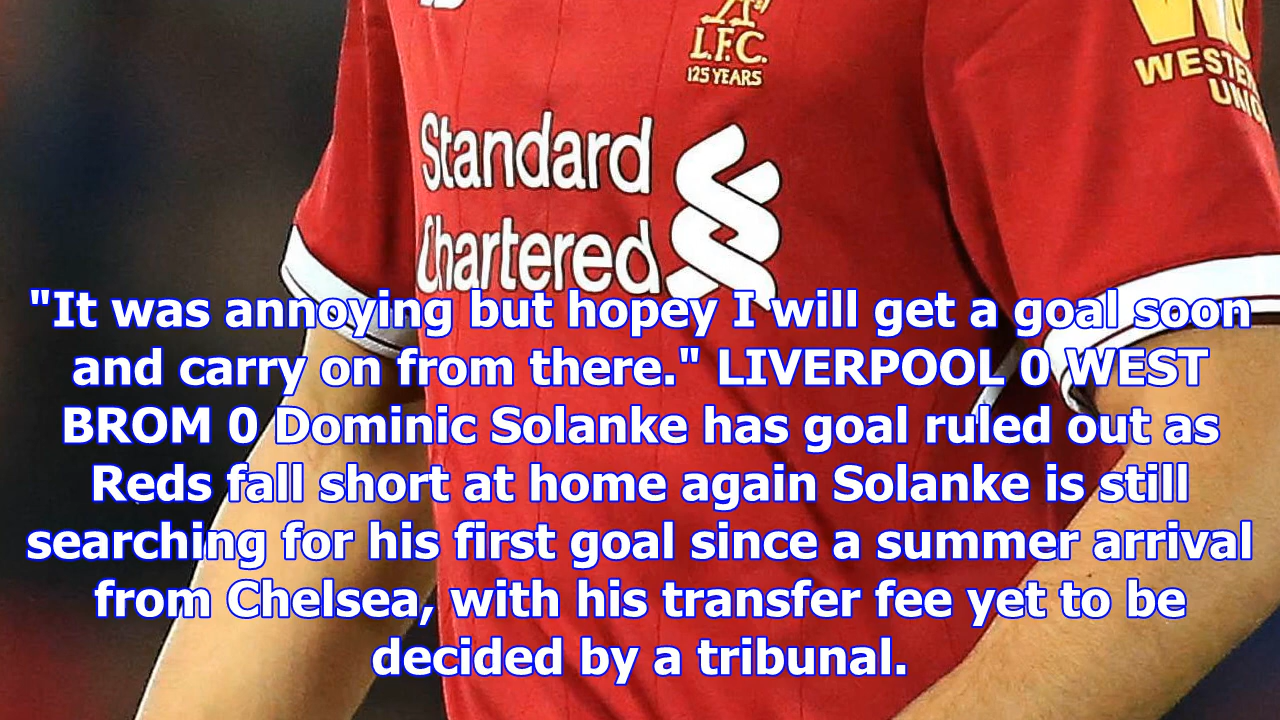 L.F.C.
125 YEARS
WESTE
UNIO
Standard
Chartered
"It was annoying but hopey I will get a goal soon
and carry on from there." LIVERPOOL 0 WEST
BROM 0 Dominic Solanke has goal ruled out as
Reds fall short at home again Solanke is still
searching for his first goal since a summer arrival
from Chelsea, with his transfer fee yet to be
decided by a tribunal.